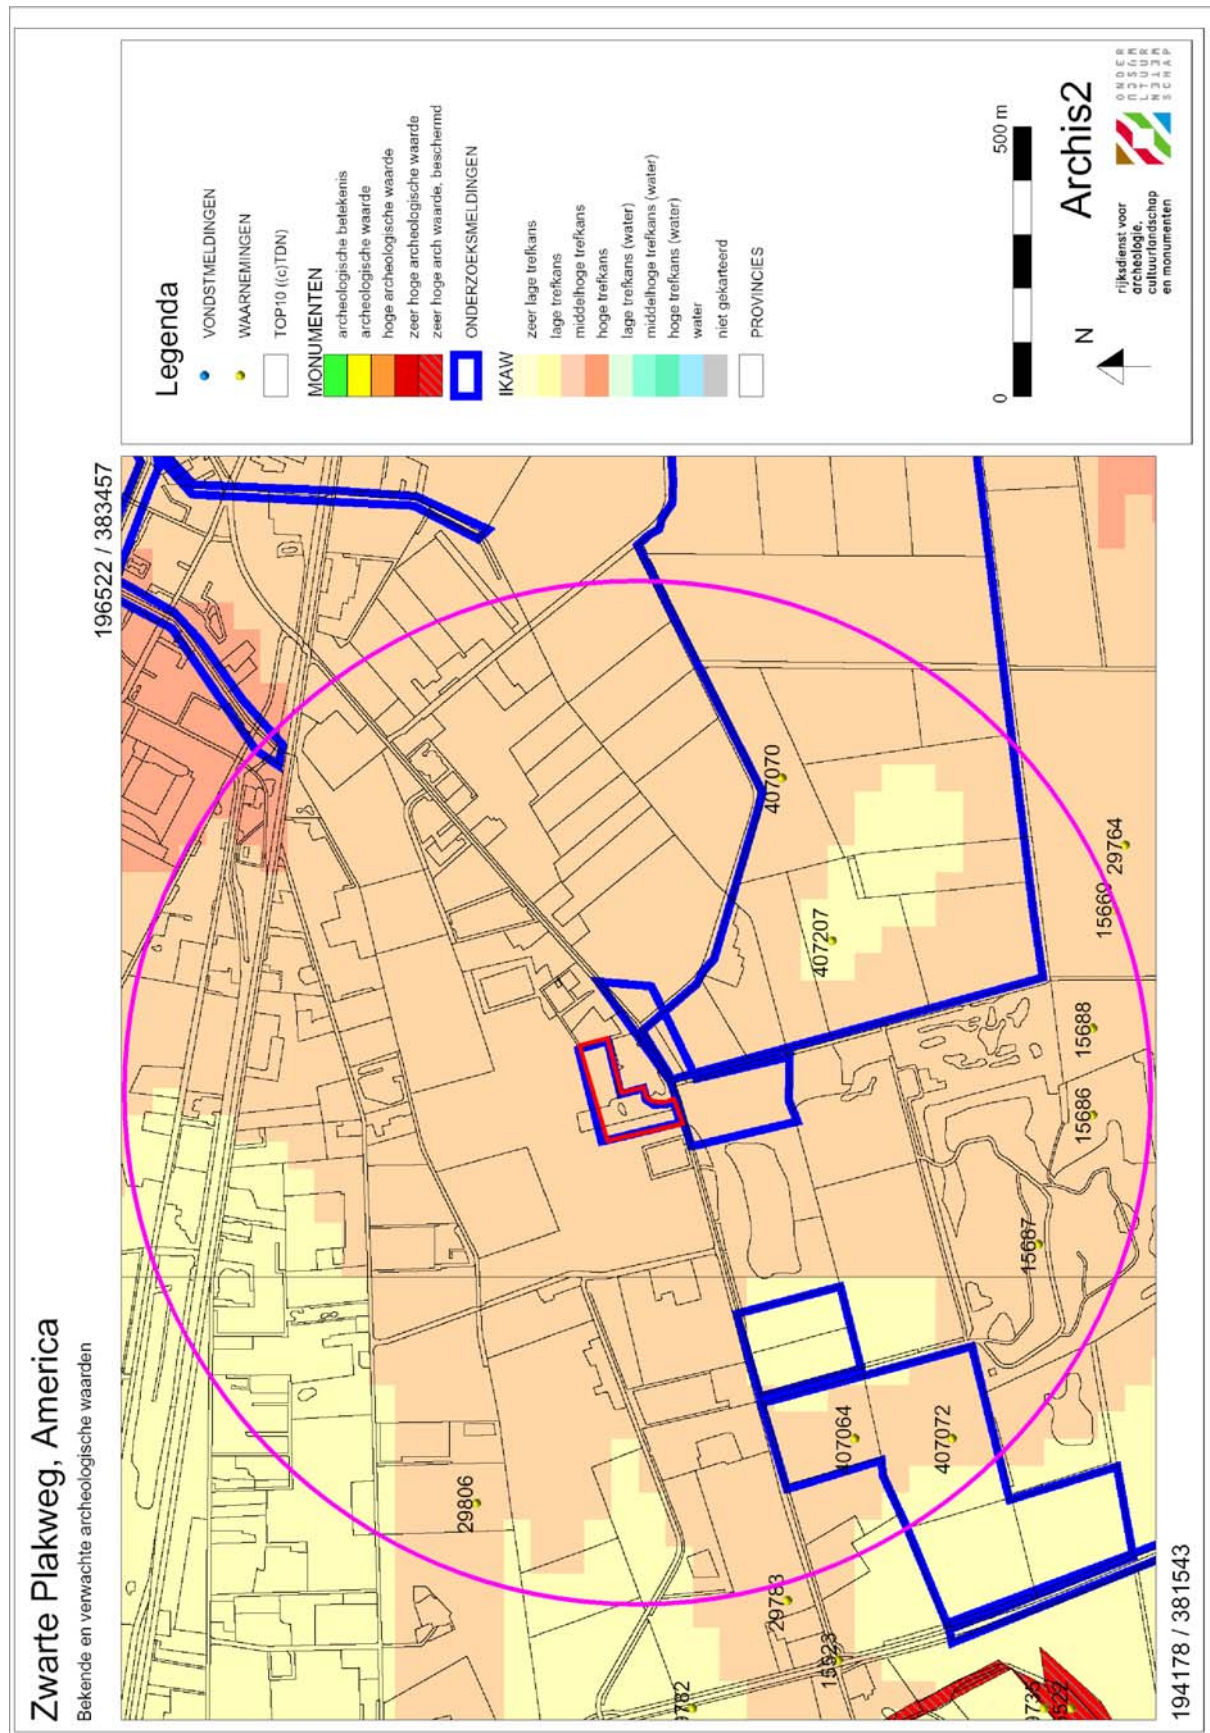 Zwarte Plakweg, America
Bekende en verwachte archeologische waarden
196522 / 383457
194178 / 381543
29806
29783
15523
407064
407072
407070
407207
29764
15669
15688
15686
15687
Legenda
VONDSTMELDINGEN
WAARNEMINGEN
TOP10 ((c)TDN)
MONUMENTEN
archeologische betekenis
archeologische waarde
hoge archeologische waarde
zeer hoge archeologische waarde
zeer hoge arch waarde, beschermd
ONDERZOEKSMELDINGEN
IKAW
zeer lage trefkans
lage trefkans
middelhoge trefkans
hoge trefkans
lage trefkans (water)
middelhoge trefkans (water)
hoge trefkans (water)
water
niet gekarteerd
PROVINCIES
0
500 m
N
Archis2
rijksdienst voor
archeologie,
cultuurlandschap
en monumenten